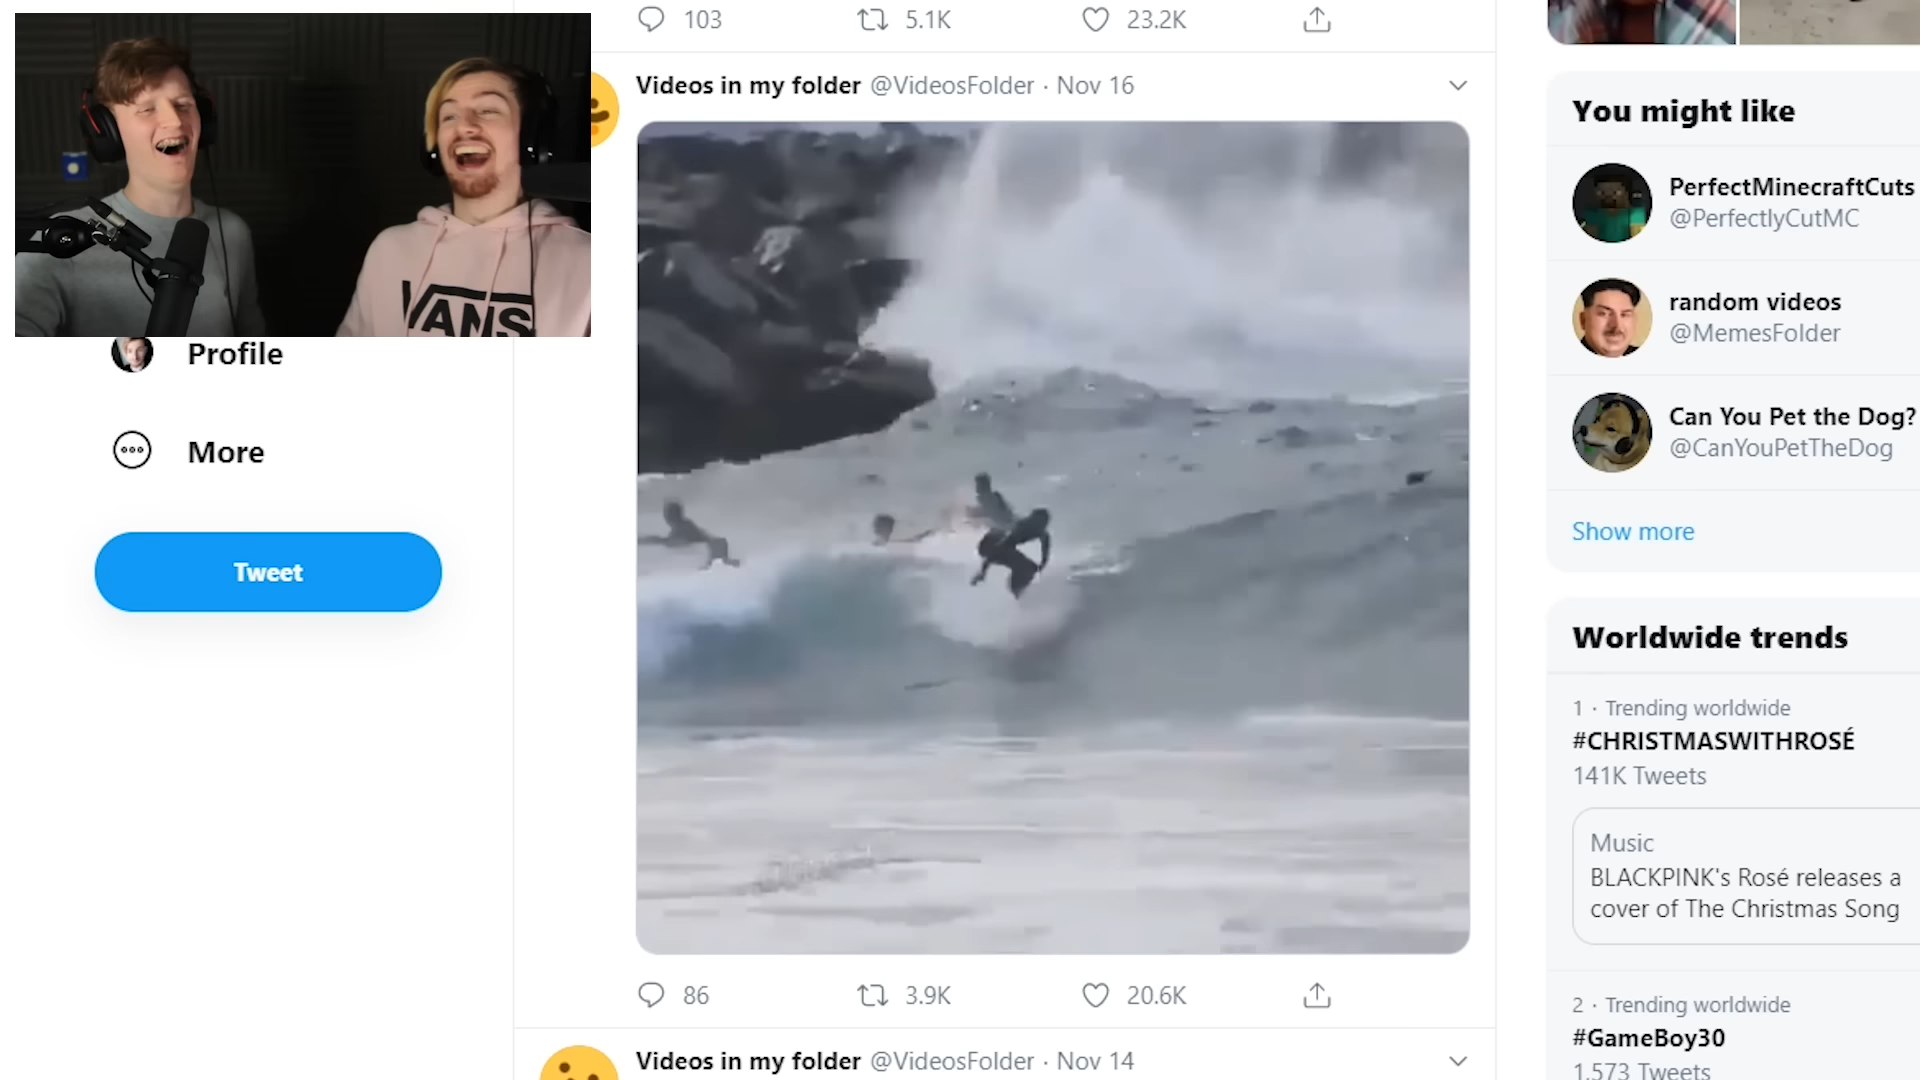 103 5.1K 23.2K
Videos in my folder @VideosFolder · Nov 16
VANS
Profile
More
Tweet
86 3.9K 20.6K
Videos in my folder @VideosFolder · Nov 14
You might like
PerfectMinecraftCuts
@PerfectlyCutMC
random videos
@MemesFolder
Can You Pet the Dog?
@CanYouPetTheDog
Show more
Worldwide trends
1 · Trending worldwide
#CHRISTMASWITHROSÉ
141K Tweets
Music
BLACKPINK's Rosé releases a
cover of The Christmas Song
2 · Trending worldwide
#GameBoy30
1,573 Tweets